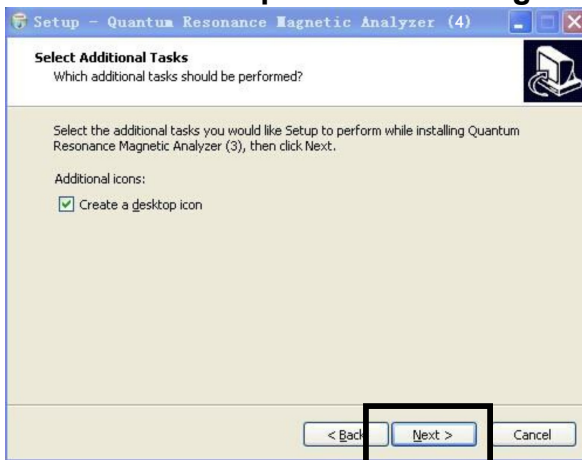 Setup - Quantum Resonance Magnetic Analyzer (4)
Select Additional Tasks
Which additional tasks should be performed?
Select the additional tasks you would like Setup to perform while installing Quantum
Resonance Magnetic Analyzer (3), then click Next.
Additional icons:
Create a desktop icon
< Back Next > Cancel